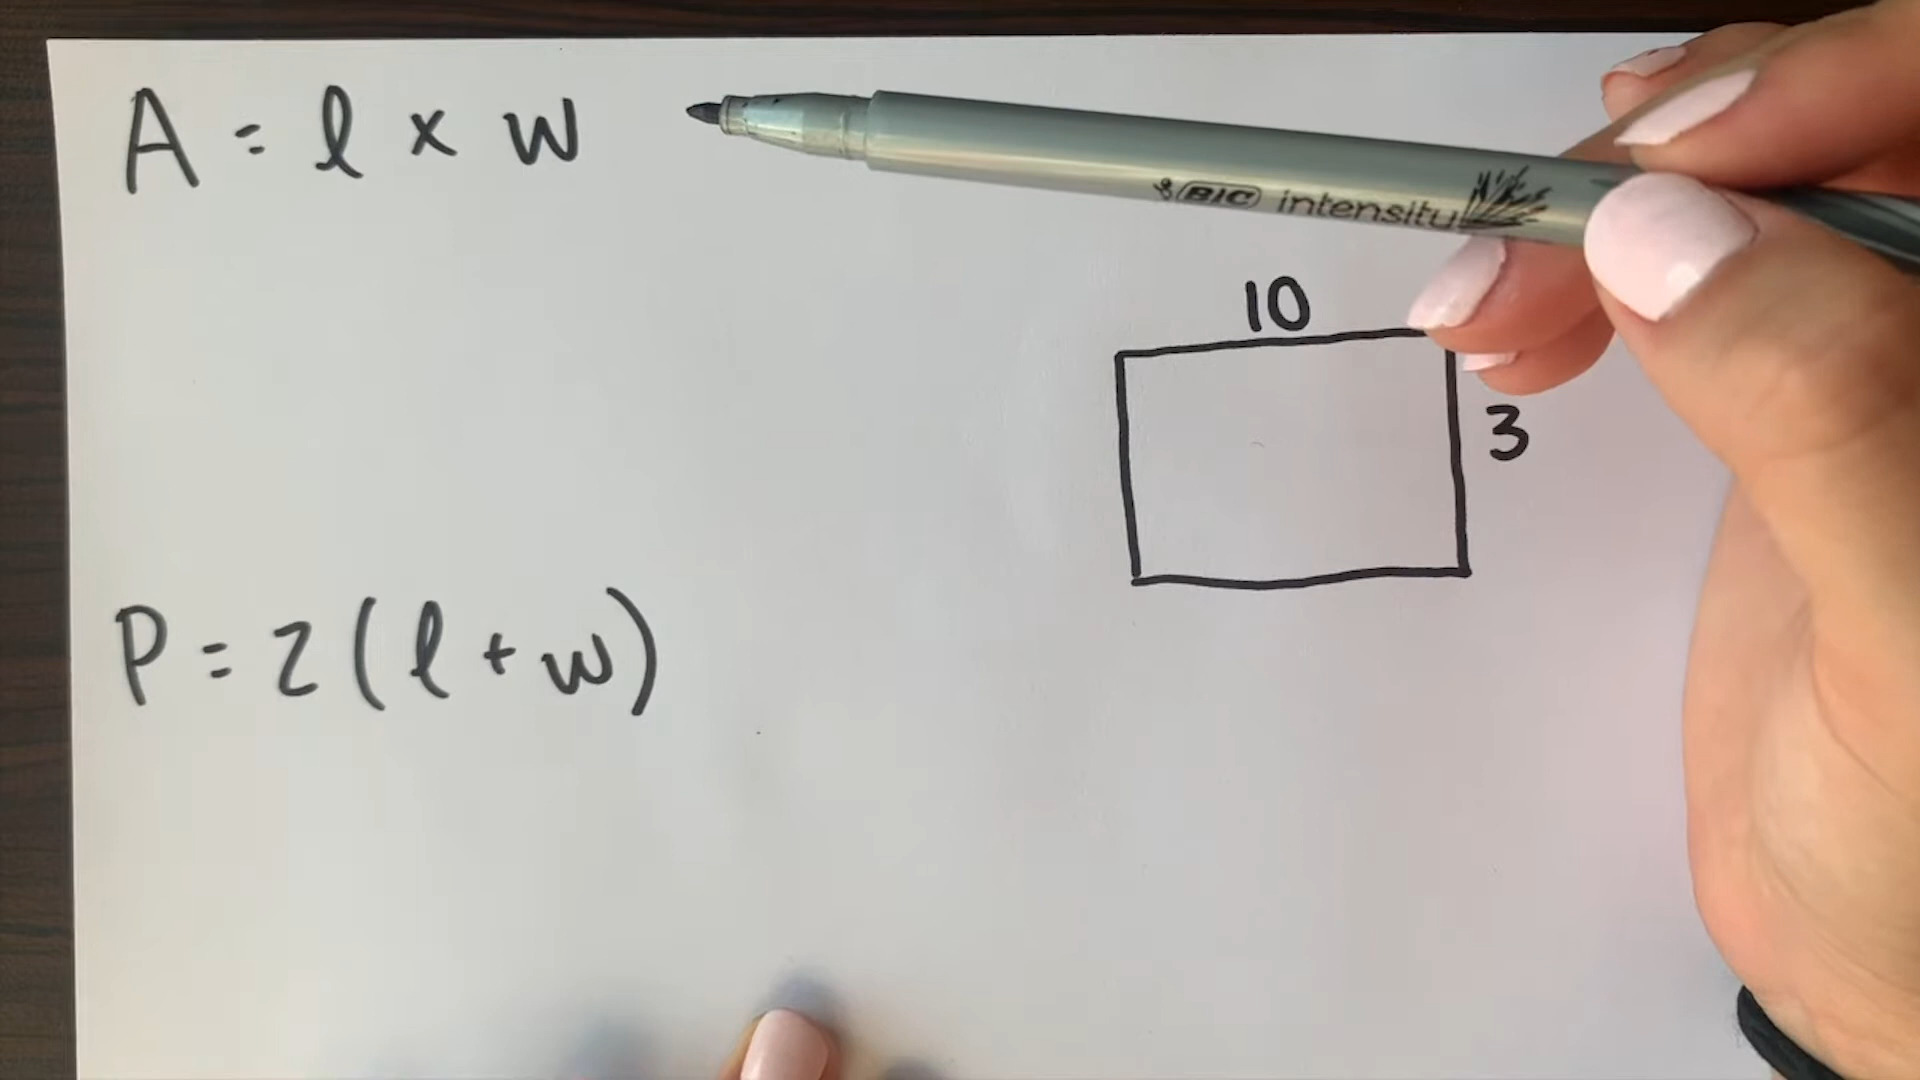 A = l x w
BIC intensity
10
3
P = 2(l + w)